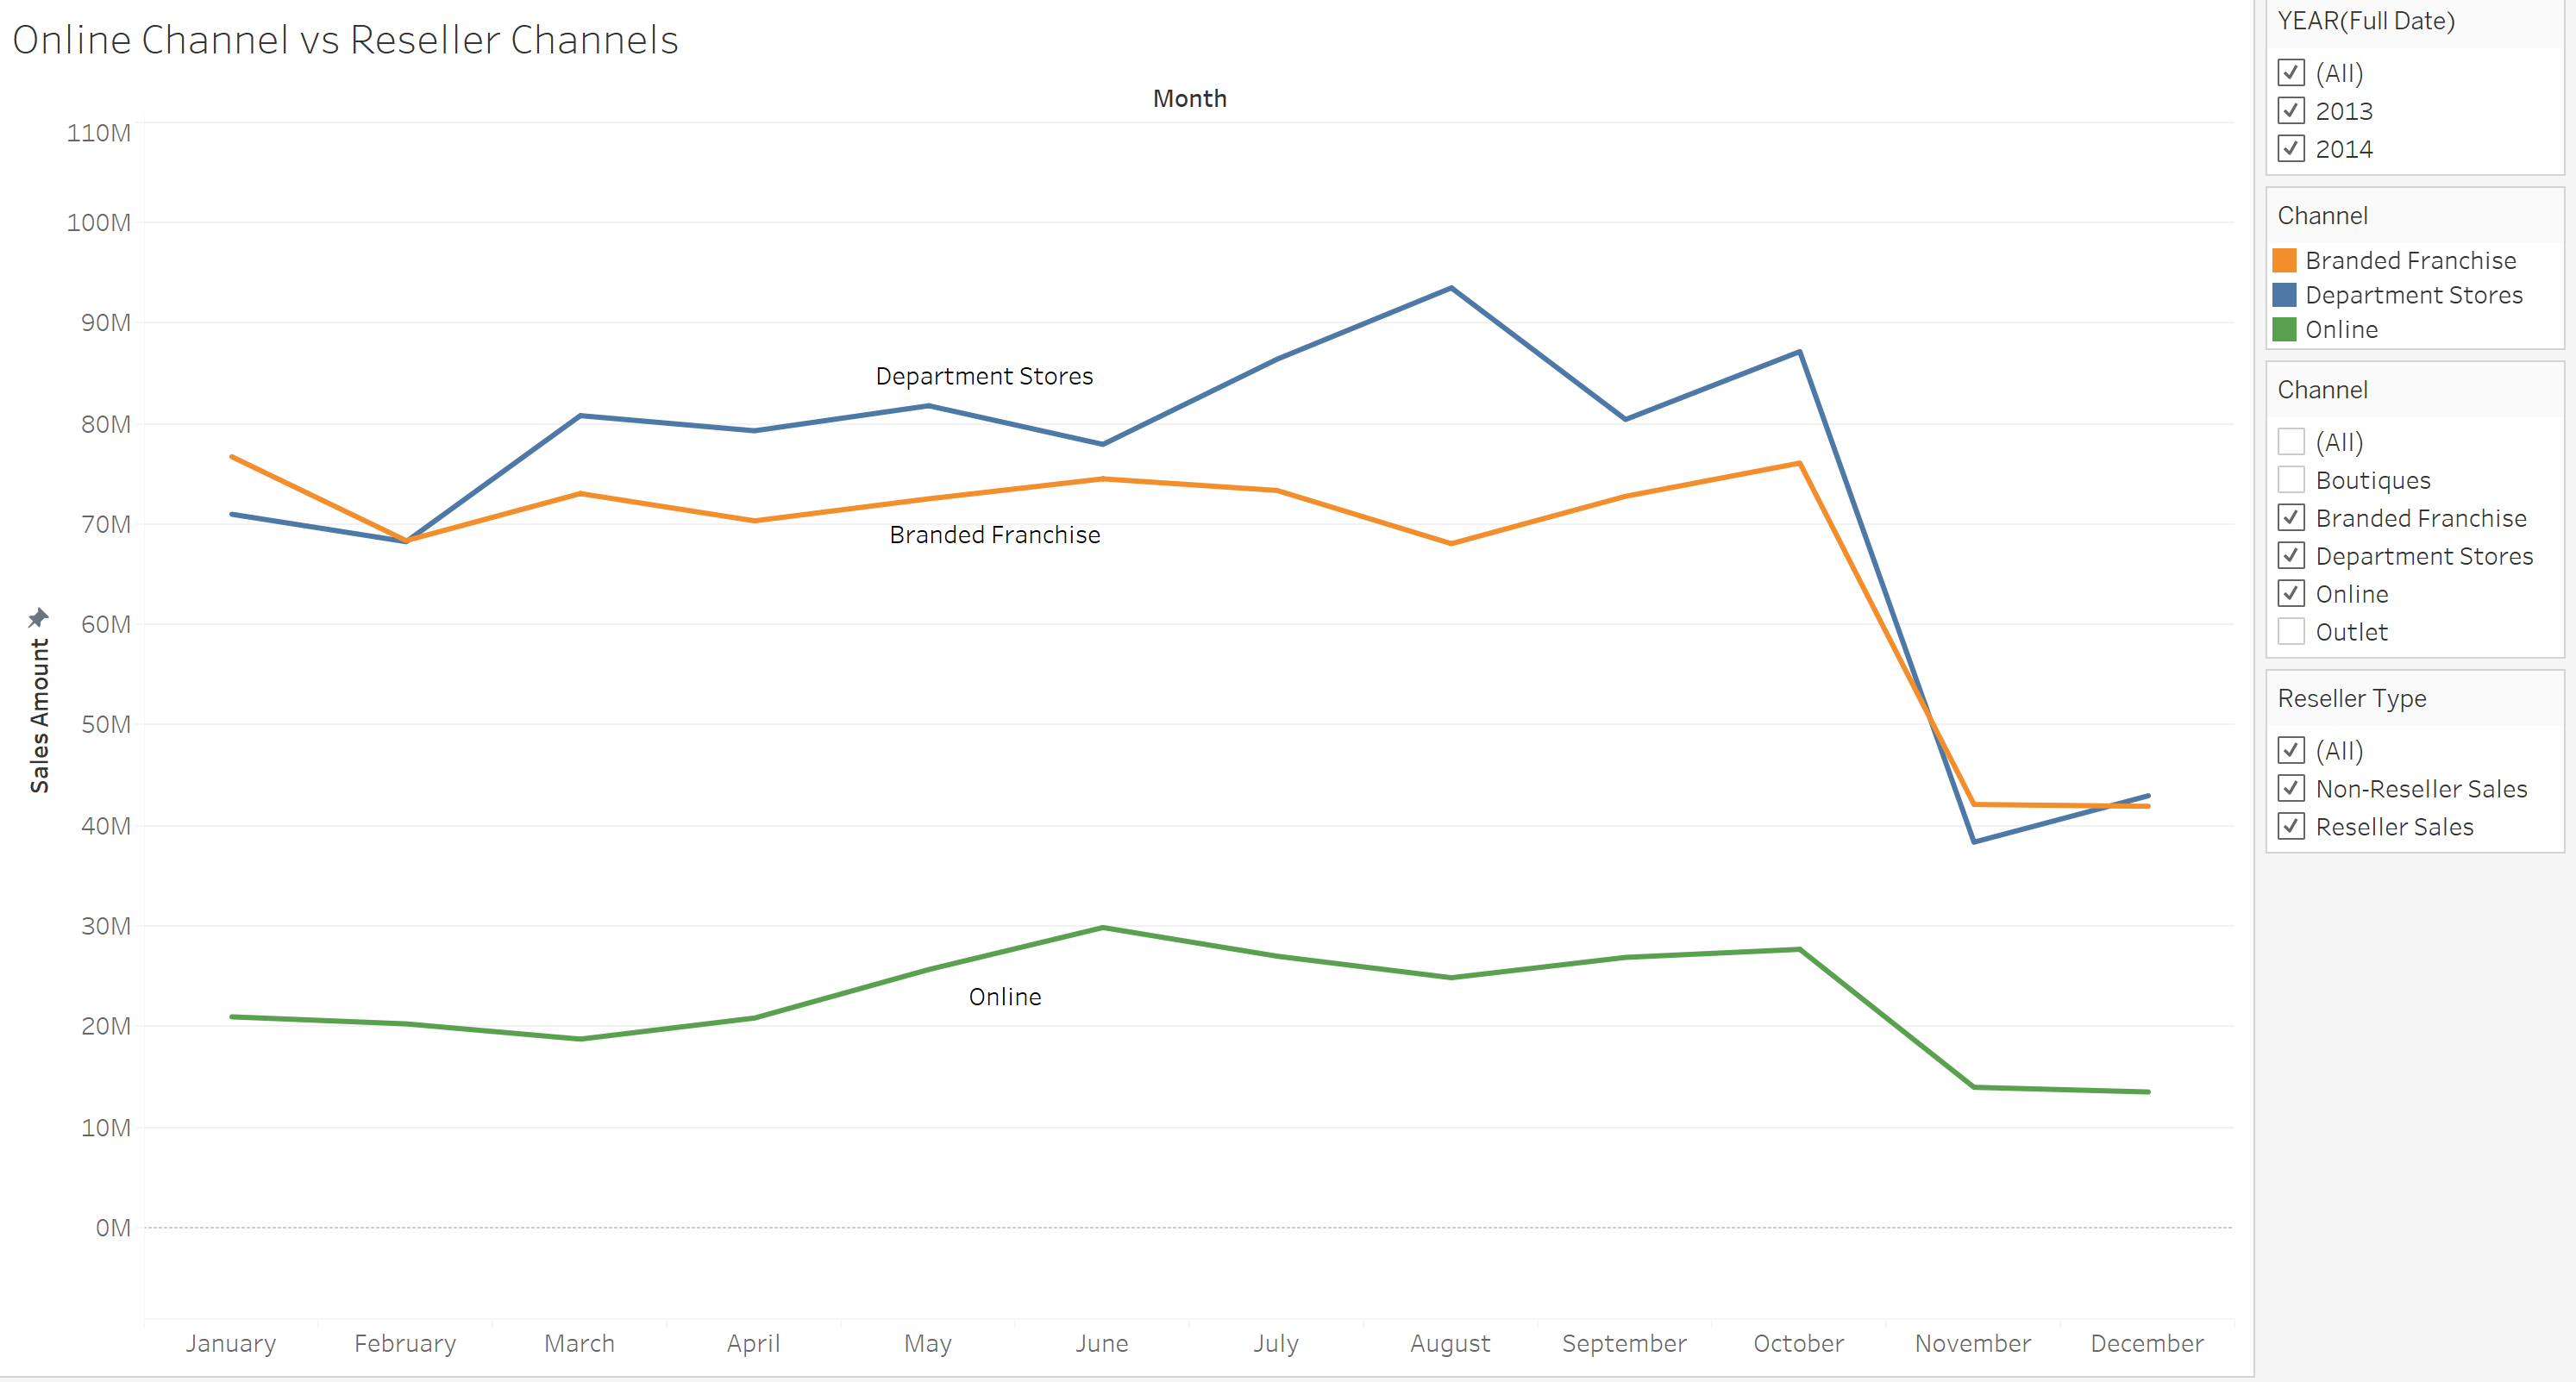 Online Channel vs Reseller Channels
Month
110M
100M
90M
80M
70M
60M
50M
40M
30M
20M
10M
0M
Sales Amount
Department Stores
Branded Franchise
Online
January February March April May June July August September October November December
YEAR(Full Date)
(All)
2013
2014
Channel
Branded Franchise
Department Stores
Online
Channel
(All)
Boutiques
Branded Franchise
Department Stores
Online
Outlet
Reseller Type
(All)
Non-Reseller Sales
Reseller Sales